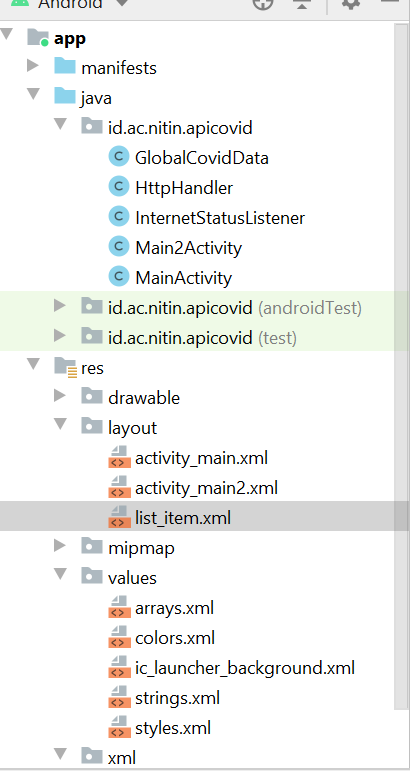 Android
app
manifests
java
id.ac.nitin.apicovid
GlobalCovidData
HttpHandler
InternetStatusListener
Main2Activity
MainActivity
id.ac.nitin.apicovid (androidTest)
id.ac.nitin.apicovid (test)
res
drawable
layout
activity_main.xml
activity_main2.xml
list_item.xml
mipmap
values
arrays.xml
colors.xml
ic_launcher_background.xml
strings.xml
styles.xml
xml